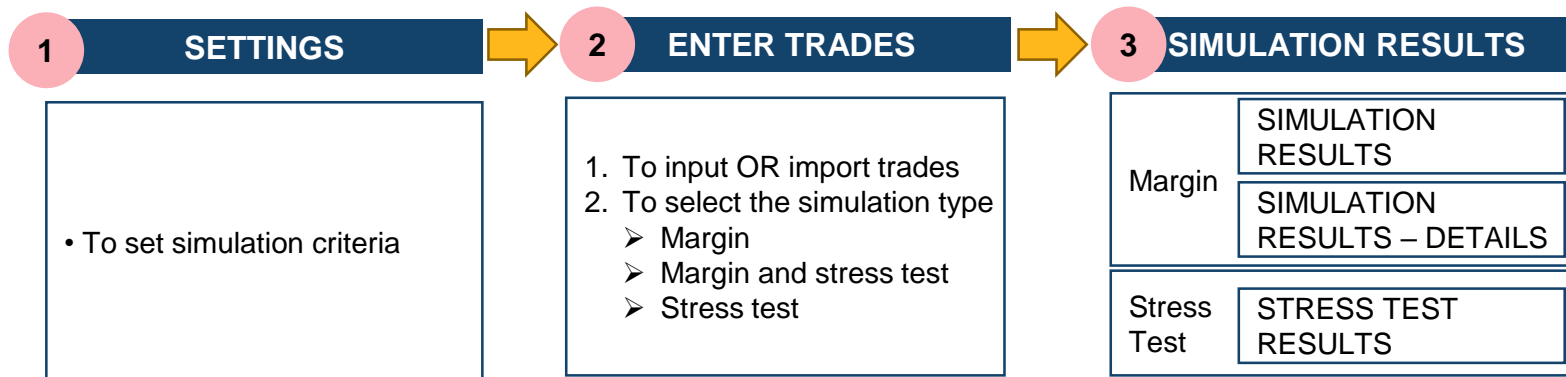 1
SETTINGS
2
ENTER TRADES
3
SIMULATION RESULTS
• To set simulation criteria
1. To input OR import trades
2. To select the simulation type
➢ Margin
➢ Margin and stress test
➢ Stress test
Margin
SIMULATION
RESULTS
SIMULATION
RESULTS – DETAILS
Stress
Test
STRESS TEST
RESULTS